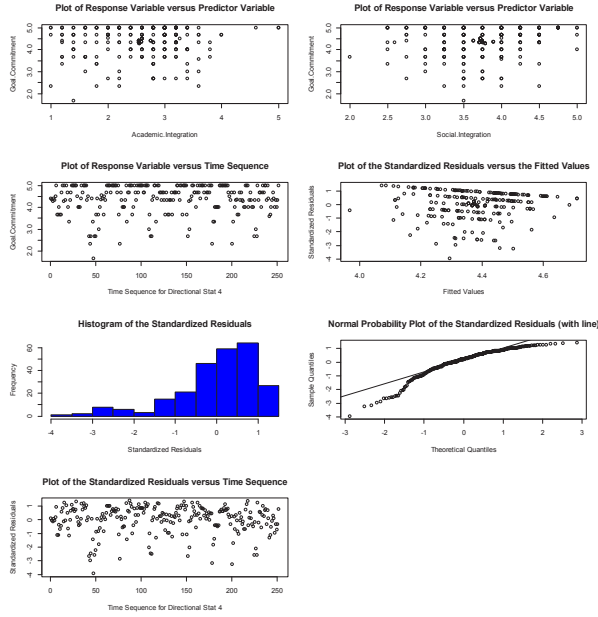 Plot of Response Variable versus Predictor Variable
Goal Commitment
2.0 3.0 4.0 5.0
1 2 3 4 5
Academic.Integration
Plot of Response Variable versus Predictor Variable
Goal Commitment
2.0 3.0 4.0 5.0
2.0 2.5 3.0 3.5 4.0 4.5 5.0
Social.Integration
Plot of Response Variable versus Time Sequence
Goal Commitment
2.0 3.0 4.0 5.0
0 50 100 150 200 250
Time Sequence for Directional Stat 4
Plot of the Standardized Residuals versus the Fitted Values
Standardized Residuals
-4 -3 -2 -1 0 1
4.0 4.2 4.4 4.6
Fitted Values
Histogram of the Standardized Residuals
Frequency
0 20 40 60
-4 -3 -2 -1 0 1
Standardized Residuals
Normal Probability Plot of the Standardized Residuals (with line)
Sample Quantiles
-4 -3 -2 -1 0 1
-3 -2 -1 0 1 2 3
Theoretical Quantiles
Plot of the Standardized Residuals versus Time Sequence
Standardized Residuals
-4 -3 -2 -1 0 1
0 50 100 150 200 250
Time Sequence for Directional Stat 4